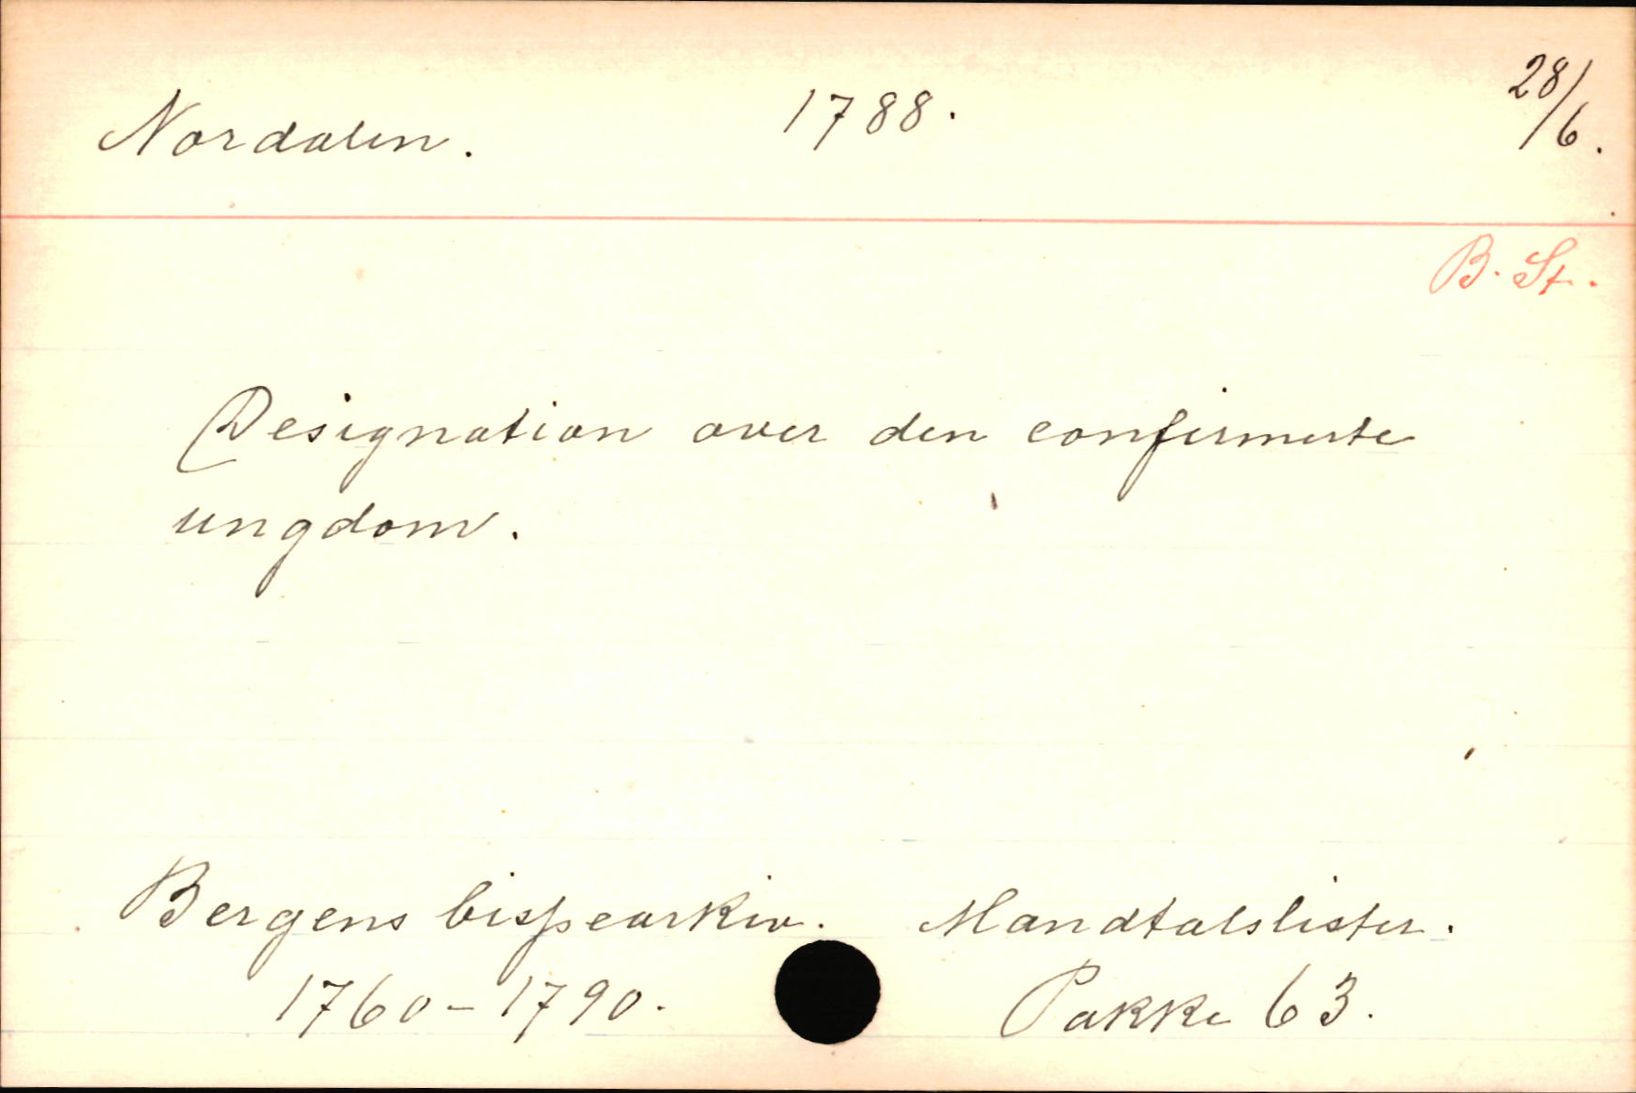 Nordalen. 1788. 28/6.
B. St.
Designation over den confirmerte
ungdom.
Bergens bispearkiv. Mandtalslister.
1760-1790. Pakke 63.